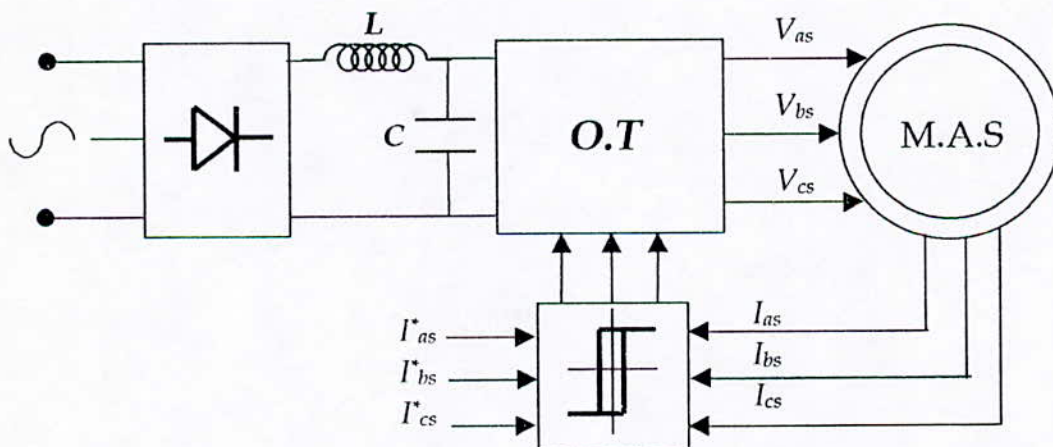 L
C
O.T
V_as
V_bs
V_cs
M.A.S
I*_as
I*_bs
I*_cs
I_as
I_bs
I_cs